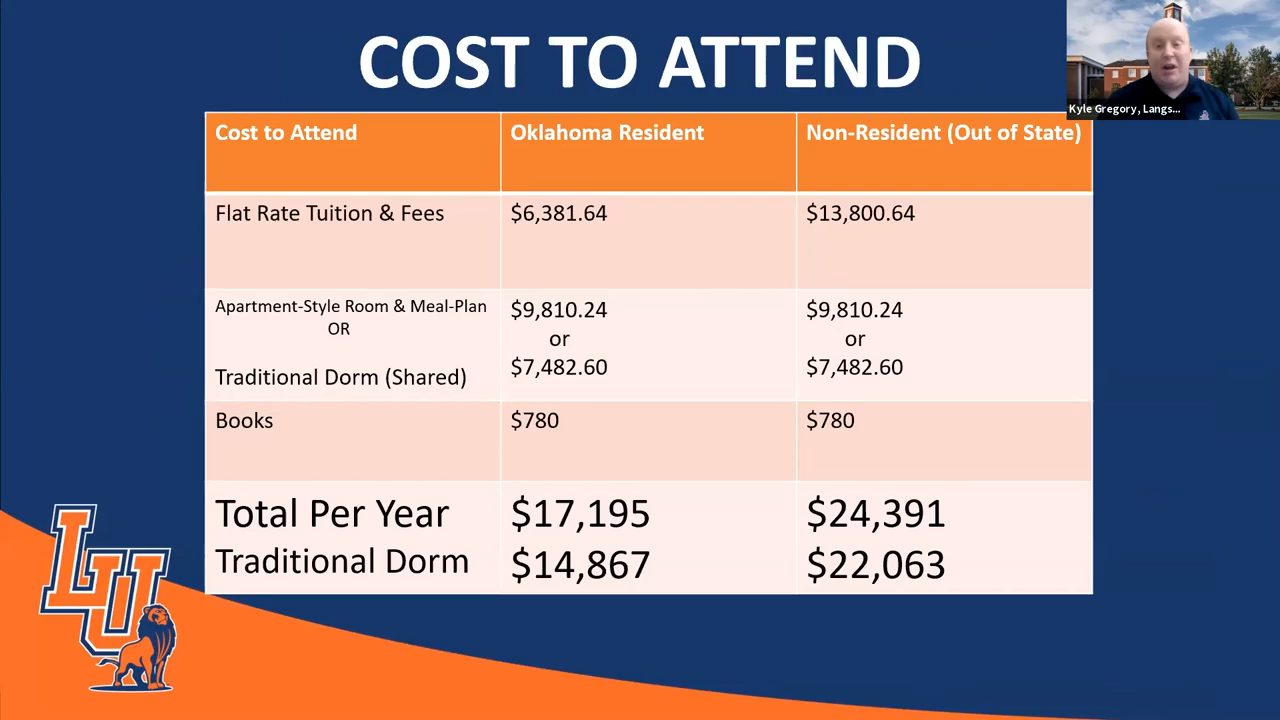 COST TO ATTEND
Kyle Gregory, Langs...
Cost to Attend Oklahoma Resident Non-Resident (Out of State)
Flat Rate Tuition & Fees $6,381.64 $13,800.64
Apartment-Style Room & Meal-Plan $9,810.24 $9,810.24
OR or or
Traditional Dorm (Shared) $7,482.60 $7,482.60
Books $780 $780
Total Per Year $17,195 $24,391
Traditional Dorm $14,867 $22,063
LU